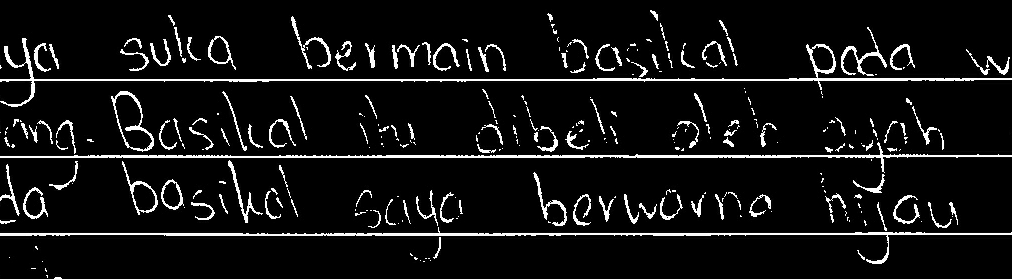 ya suka bermain basikal pada w
ang. Basikal itu dibeli oleh ayah
da basikal saya berwarna hijau